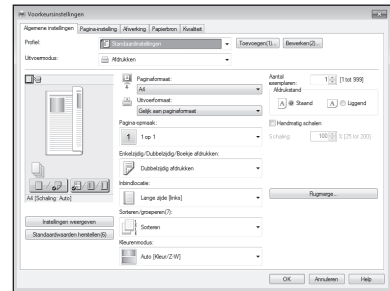 Voorkeursinstellingen
Algemene instellingen Pagina-instelling Afwerking Papierbron Kwaliteit
Profiel: Standaardinstellingen Toevoegen(1)... Bewerken(2)...
Uitvoermodus: Afdrukken
Paginaformaat:
A4
Uitvoerformaat:
Gelijk aan paginaformaat
Aantal exemplaren: 1 [1 tot 999]
Afdrukstand
A Staand A Liggend
Pagina-opmaak:
1 1 op 1
Handmatig schalen
Schaling: 100 % [25 tot 200]
Enkelzijdig/Dubbelzijdig/Boekje afdrukken:
Dubbelzijdig afdrukken
Inbindlocatie:
Lange zijde [links]
Rugmarge...
A4 [Schaling: Auto]
Sorteren/groeperen(7):
Sorteren
Instellingen weergeven
Standaardwaarden herstellen(6)
Kleurenmodus:
Auto [Kleur/Z-W]
OK Annuleren Help